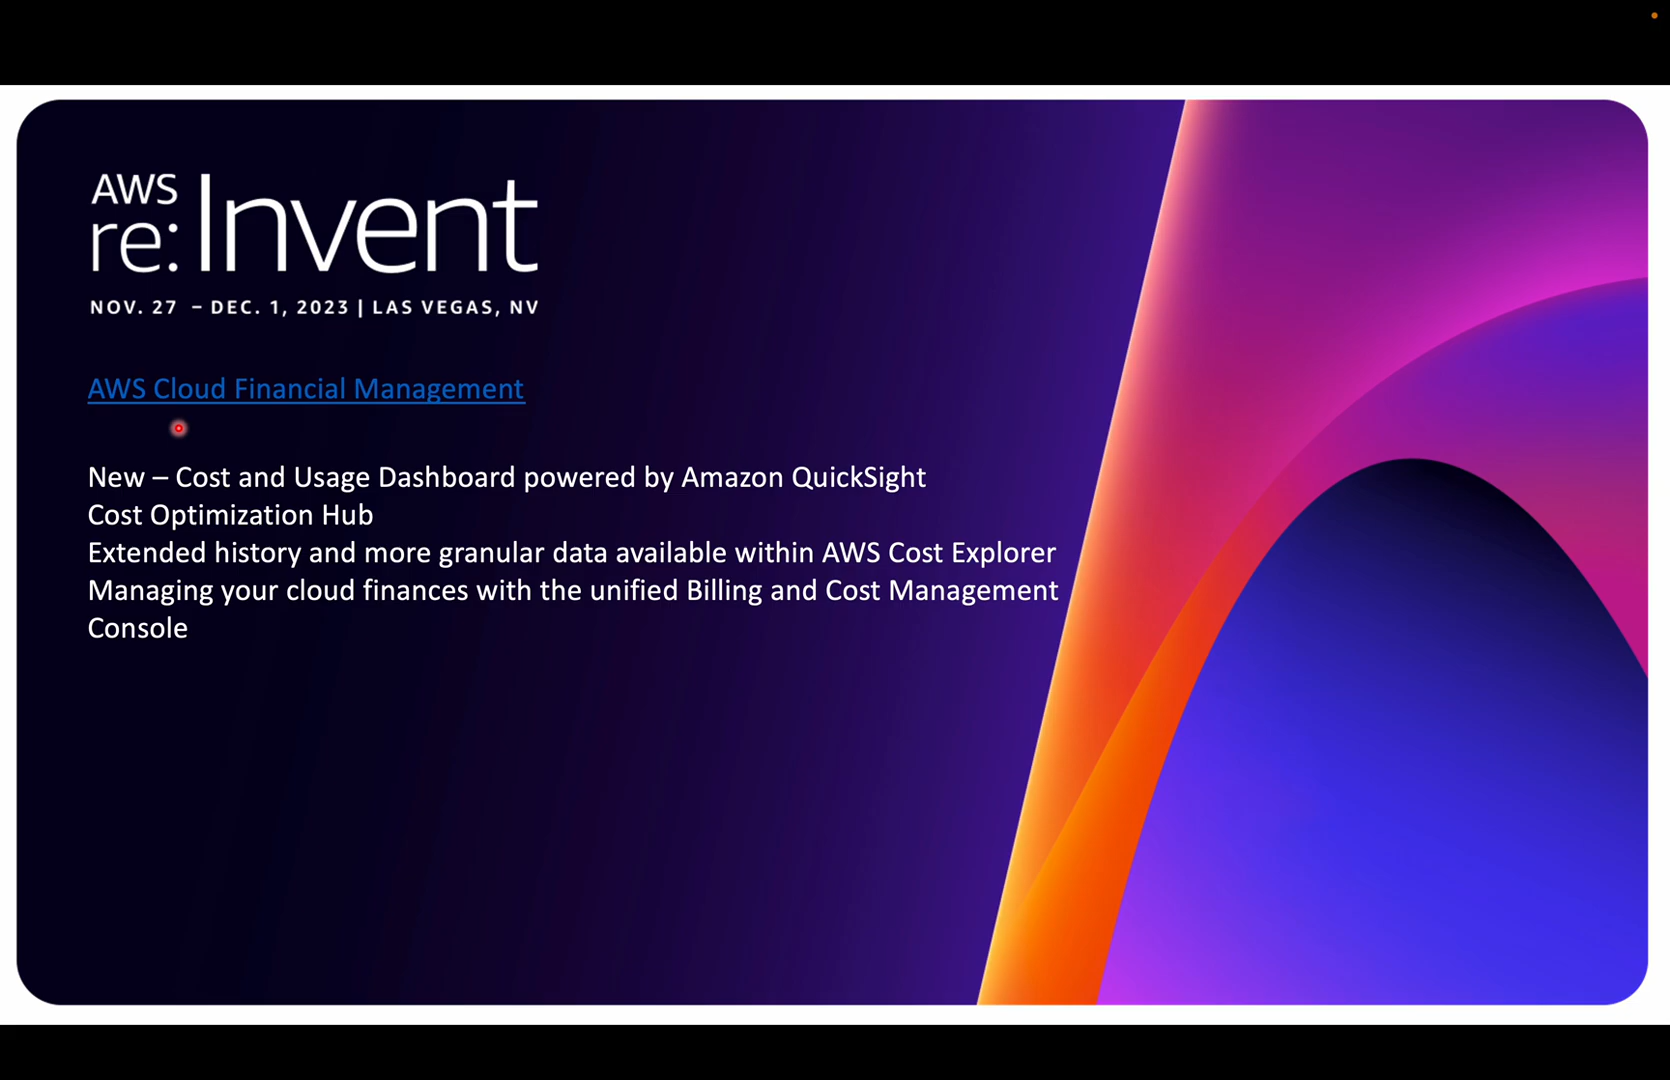 AWS
re:Invent
NOV. 27 – DEC. 1, 2023 | LAS VEGAS, NV
AWS Cloud Financial Management
New – Cost and Usage Dashboard powered by Amazon QuickSight
Cost Optimization Hub
Extended history and more granular data available within AWS Cost Explorer
Managing your cloud finances with the unified Billing and Cost Management
Console